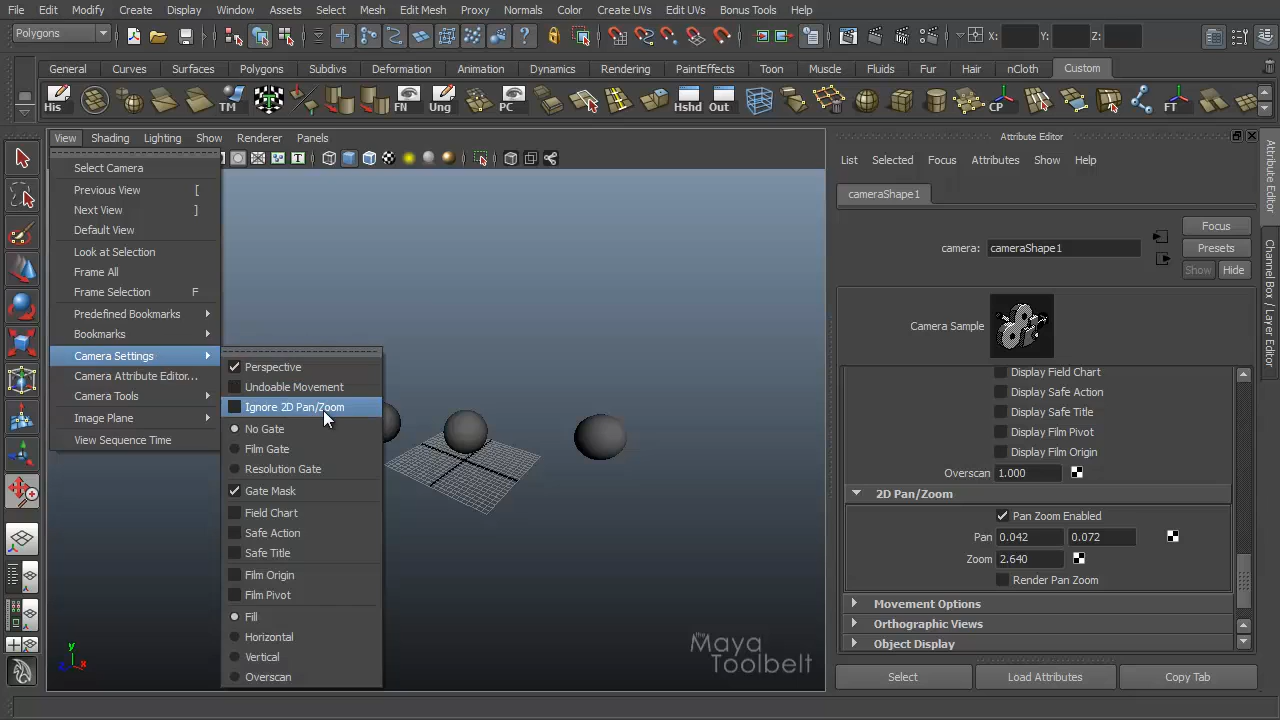 File Edit Modify Create Display Window Assets Select Mesh Edit Mesh Proxy Normals Color Create UVs Edit UVs Bonus Tools Help
Polygons X: Y: Z:
General Curves Surfaces Polygons Subdivs Deformation Animation Dynamics Rendering PaintEffects Toon Muscle Fluids Fur Hair nCloth Custom
His TM FN Ung PC Hshd Out CP FT
View Shading Lighting Show Renderer Panels
Select Camera
Previous View [
Next View ]
Default View
Look at Selection
Frame All
Frame Selection F
Predefined Bookmarks
Bookmarks
Camera Settings
Camera Attribute Editor...
Camera Tools
Image Plane
View Sequence Time
Perspective
Undoable Movement
Ignore 2D Pan/Zoom
No Gate
Film Gate
Resolution Gate
Gate Mask
Field Chart
Safe Action
Safe Title
Film Origin
Film Pivot
Fill
Horizontal
Vertical
Overscan
y
z x
the
Maya
Toolbelt
Attribute Editor
List Selected Focus Attributes Show Help
cameraShape1
Focus
camera: cameraShape1 Presets
Show Hide
Camera Sample
Display Field Chart
Display Safe Action
Display Safe Title
Display Film Pivot
Display Film Origin
Overscan 1.000
2D Pan/Zoom
Pan Zoom Enabled
Pan 0.042 0.072
Zoom 2.640
Render Pan Zoom
Movement Options
Orthographic Views
Object Display
Select Load Attributes Copy Tab
Attribute Editor
Channel Box / Layer Editor